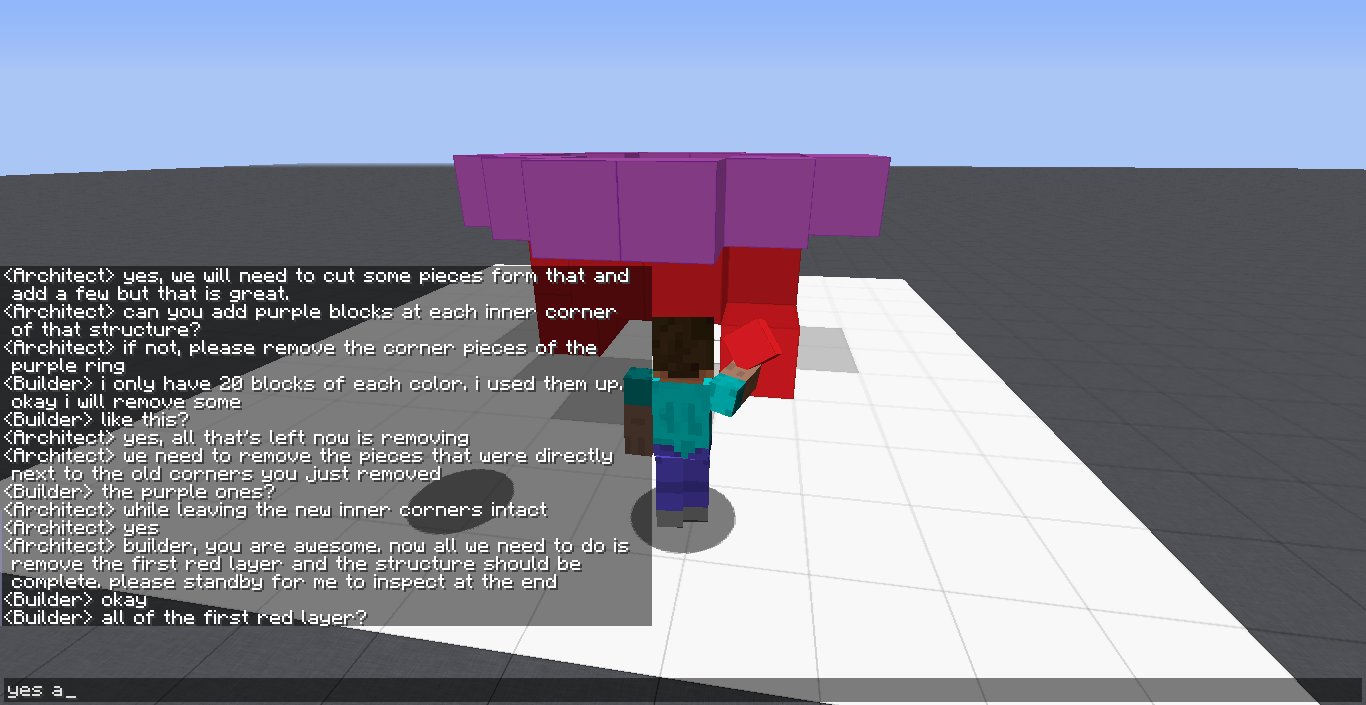 <Architect> yes, we will need to cut some pieces form that and
add a few but that is great.
<Architect> can you add purple blocks at each inner corner
of that structure?
<Architect> if not, please remove the corner pieces of the
purple ring
<Builder> i only have 20 blocks of each color. i used them up.
okay i will remove some
<Builder> like this?
<Architect> yes, all that's left now is removing
<Architect> we need to remove the pieces that were directly
next to the old corners you just removed
<Builder> the purple ones?
<Architect> while leaving the new inner corners intact
<Architect> yes
<Architect> builder, you are awesome. now all we need to do is
remove the first red layer and the structure should be
complete. please standby for me to inspect at the end
<Builder> okay
<Builder> all of the first red layer?
yes a_